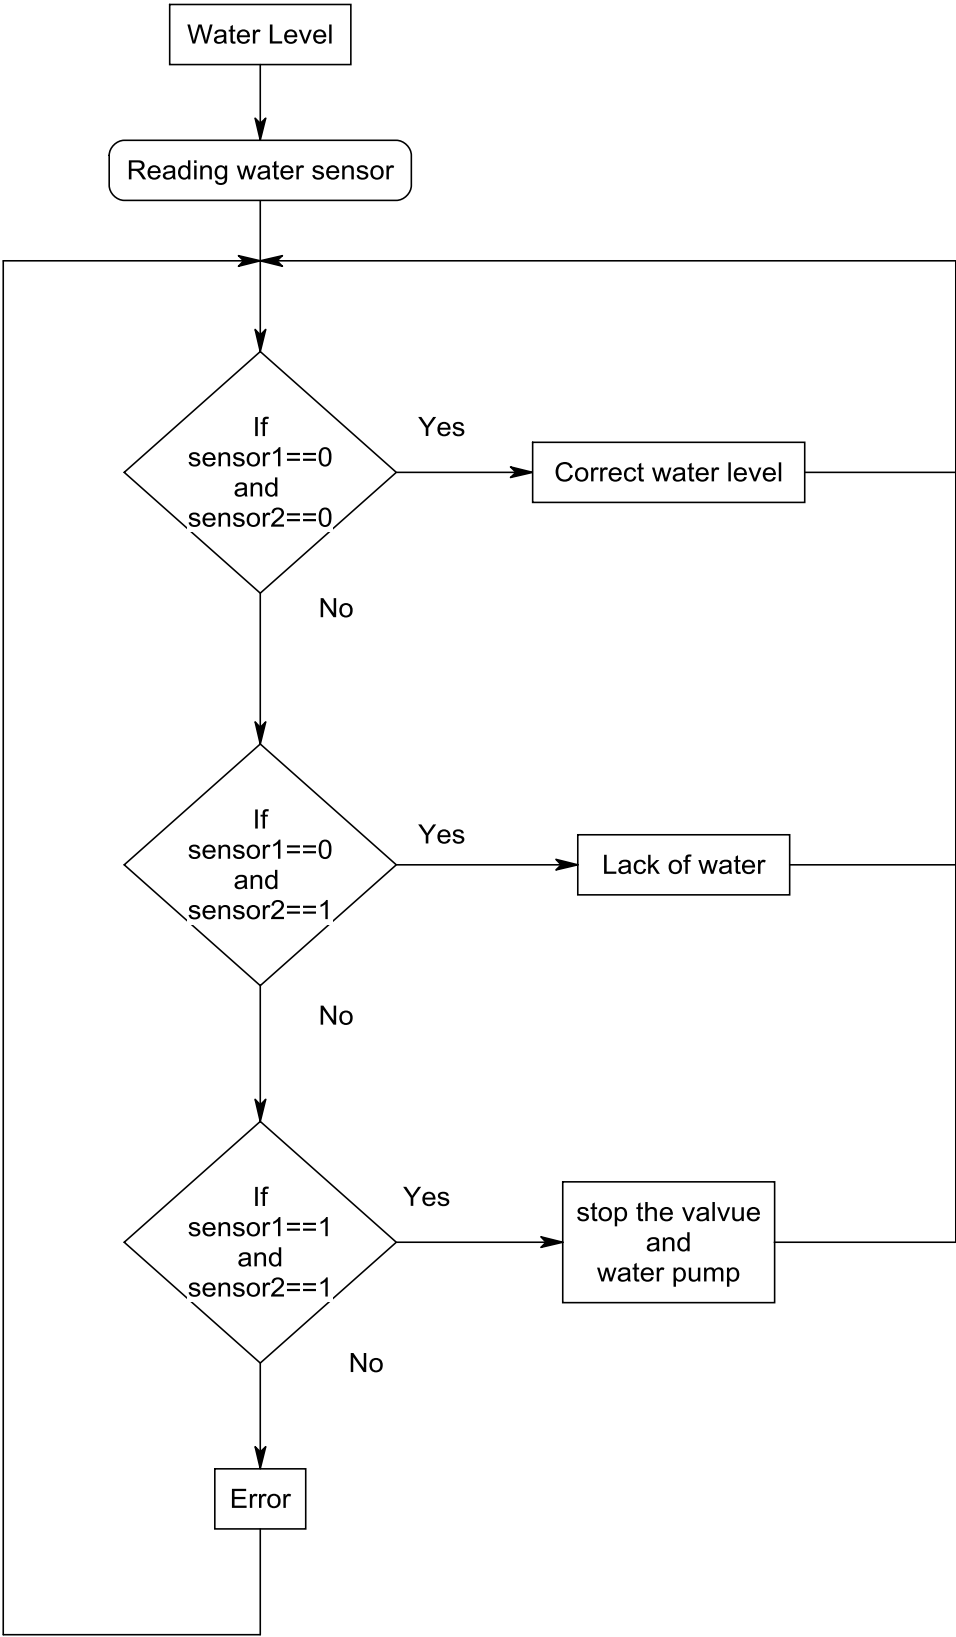 Water Level
Reading water sensor
If
sensor1==0
and
sensor2==0
Yes
Correct water level
No
If
sensor1==0
and
sensor2==1
Yes
Lack of water
No
If
sensor1==1
and
sensor2==1
Yes
stop the valvue
and
water pump
No
Error